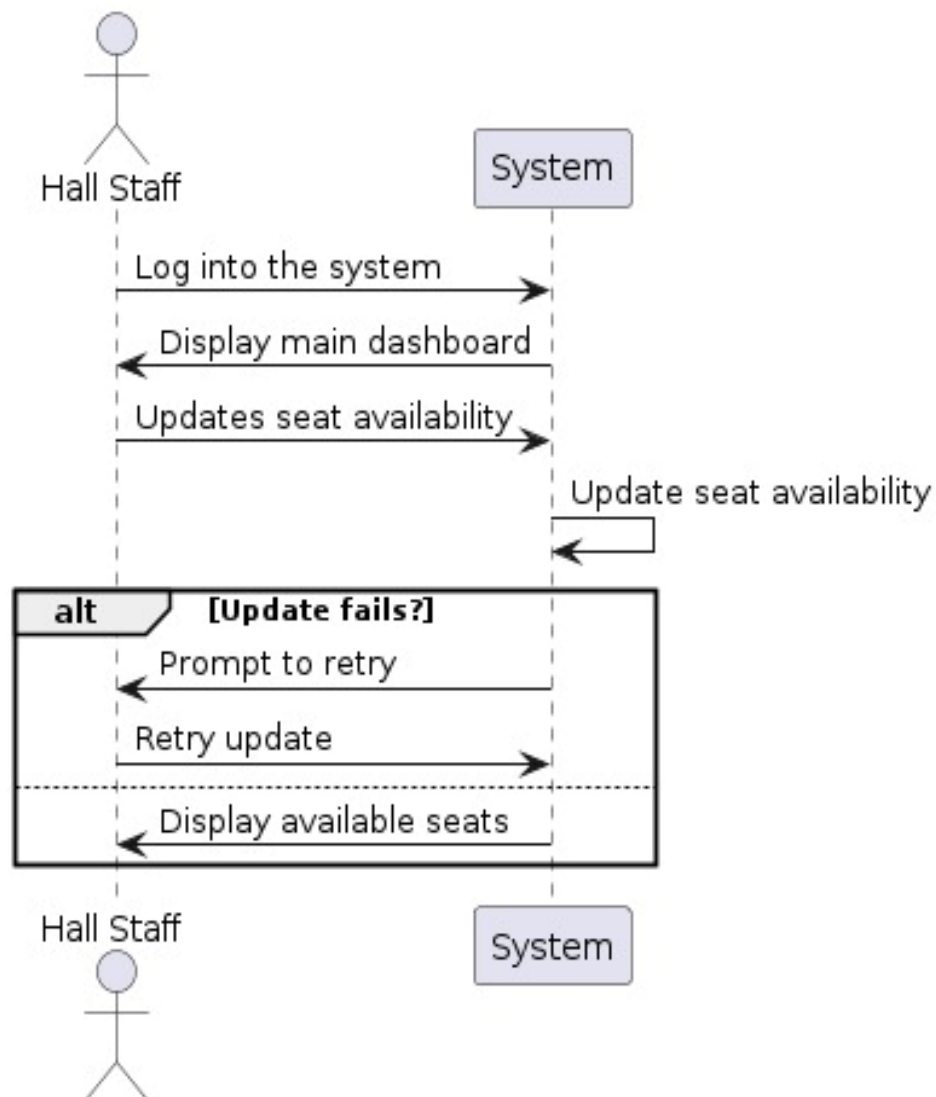 Hall Staff
System
Log into the system
Display main dashboard
Updates seat availability
Update seat availability
alt
[Update fails?]
Prompt to retry
Retry update
Display available seats
Hall Staff
System